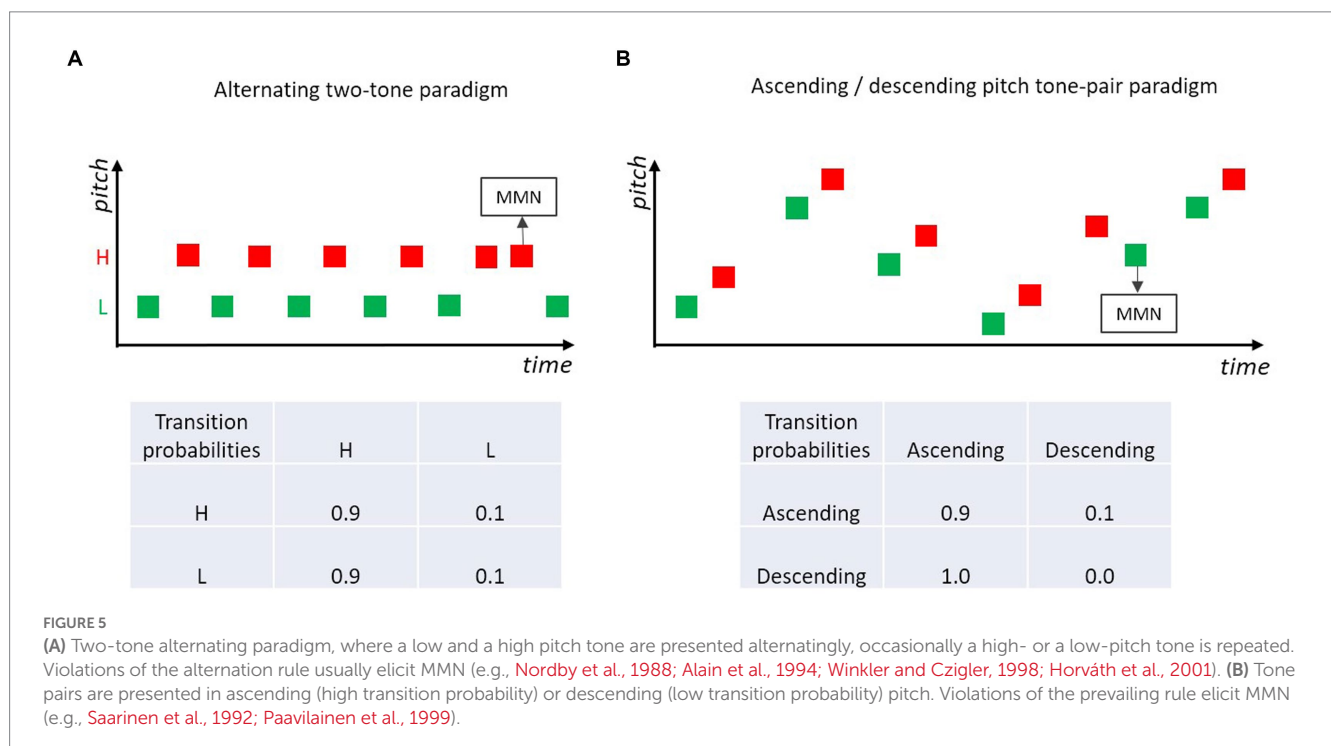 A
Alternating two-tone paradigm
pitch
MMN
H
L
time
Transition probabilities H L
H 0.9 0.1
L 0.9 0.1
B
Ascending / descending pitch tone-pair paradigm
pitch
MMN
time
Transition probabilities Ascending Descending
Ascending 0.9 0.1
Descending 1.0 0.0
FIGURE 5
(A) Two-tone alternating paradigm, where a low and a high pitch tone are presented alternatingly, occasionally a high- or a low-pitch tone is repeated.
Violations of the alternation rule usually elicit MMN (e.g., Nordby et al., 1988; Alain et al., 1994; Winkler and Czigler, 1998; Horváth et al., 2001). (B) Tone
pairs are presented in ascending (high transition probability) or descending (low transition probability) pitch. Violations of the prevailing rule elicit MMN
(e.g., Saarinen et al., 1992; Paavilainen et al., 1999).